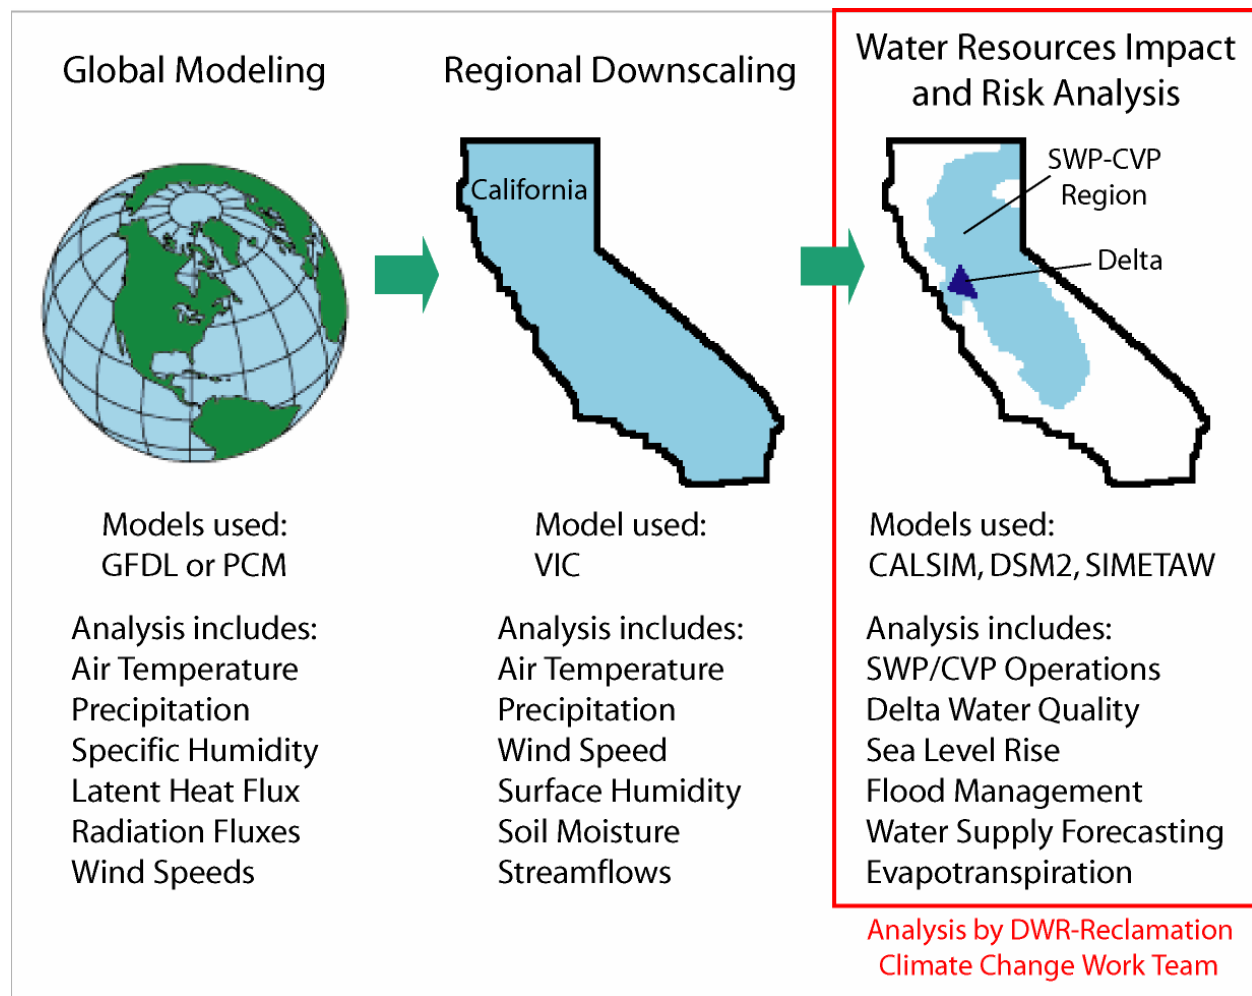 Global Modeling
Regional Downscaling
Water Resources Impact
and Risk Analysis
California
SWP-CVP
Region
Delta
Models used:
GFDL or PCM
Analysis includes:
Air Temperature
Precipitation
Specific Humidity
Latent Heat Flux
Radiation Fluxes
Wind Speeds
Model used:
VIC
Analysis includes:
Air Temperature
Precipitation
Wind Speed
Surface Humidity
Soil Moisture
Streamflows
Models used:
CALSIM, DSM2, SIMETAW
Analysis includes:
SWP/CVP Operations
Delta Water Quality
Sea Level Rise
Flood Management
Water Supply Forecasting
Evapotranspiration
Analysis by DWR-Reclamation
Climate Change Work Team